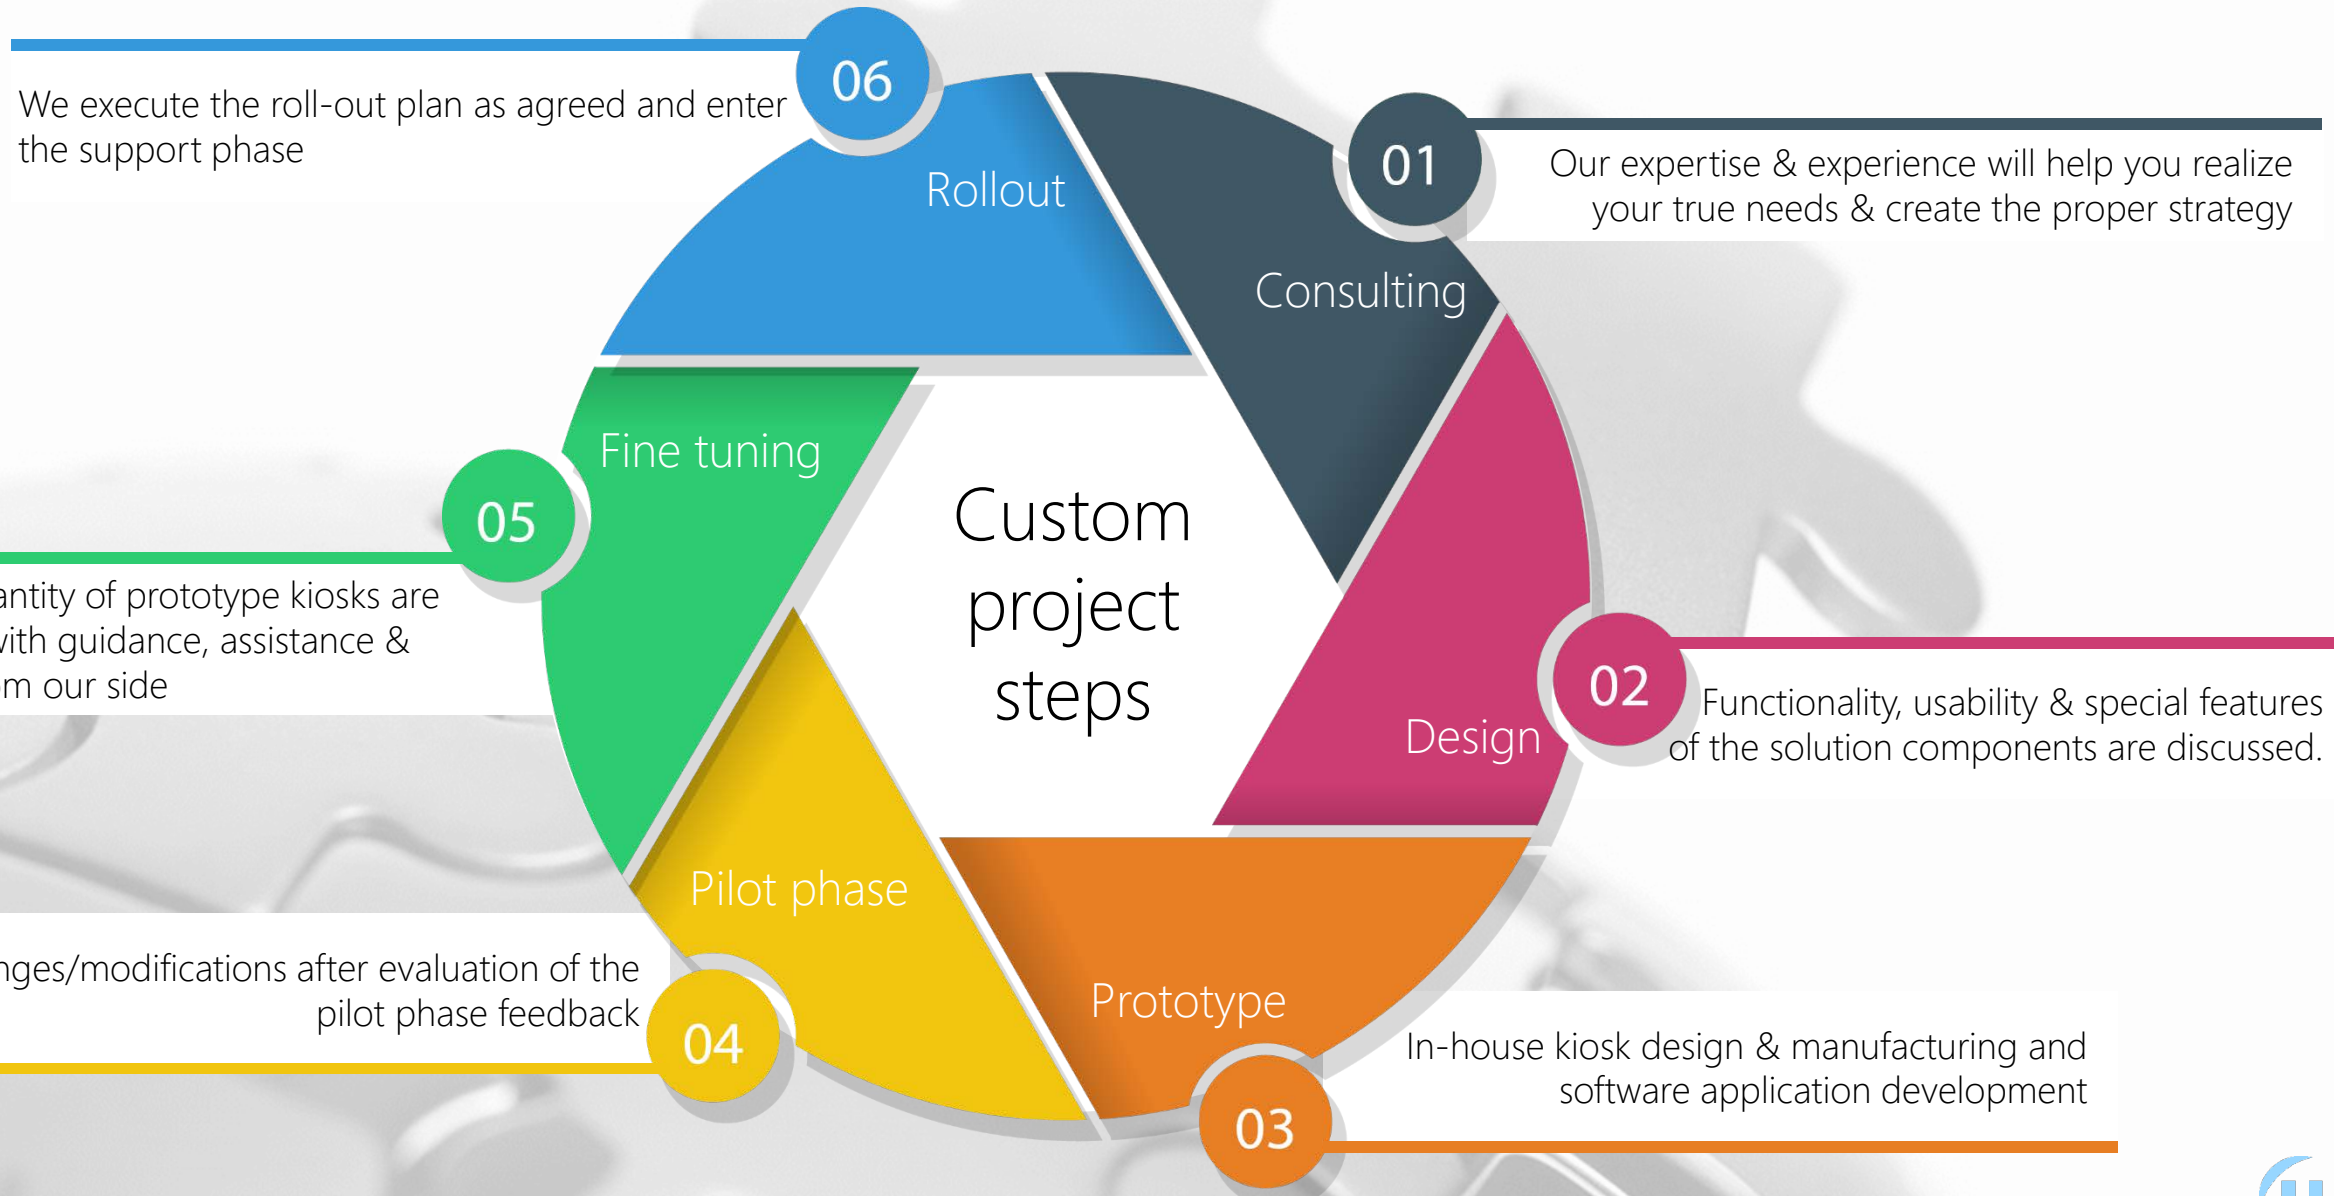 Custom
project
steps
01
Consulting
Our expertise & experience will help you realize
your true needs & create the proper strategy
02
Design
Functionality, usability & special features
of the solution components are discussed.
03
Prototype
In-house kiosk design & manufacturing and
software application development
04
Pilot phase
after evaluation of the
pilot phase feedback
05
Fine tuning
of prototype kiosks are
guidance, assistance &
our side
06
Rollout
We execute the roll-out plan as agreed and enter
the support phase